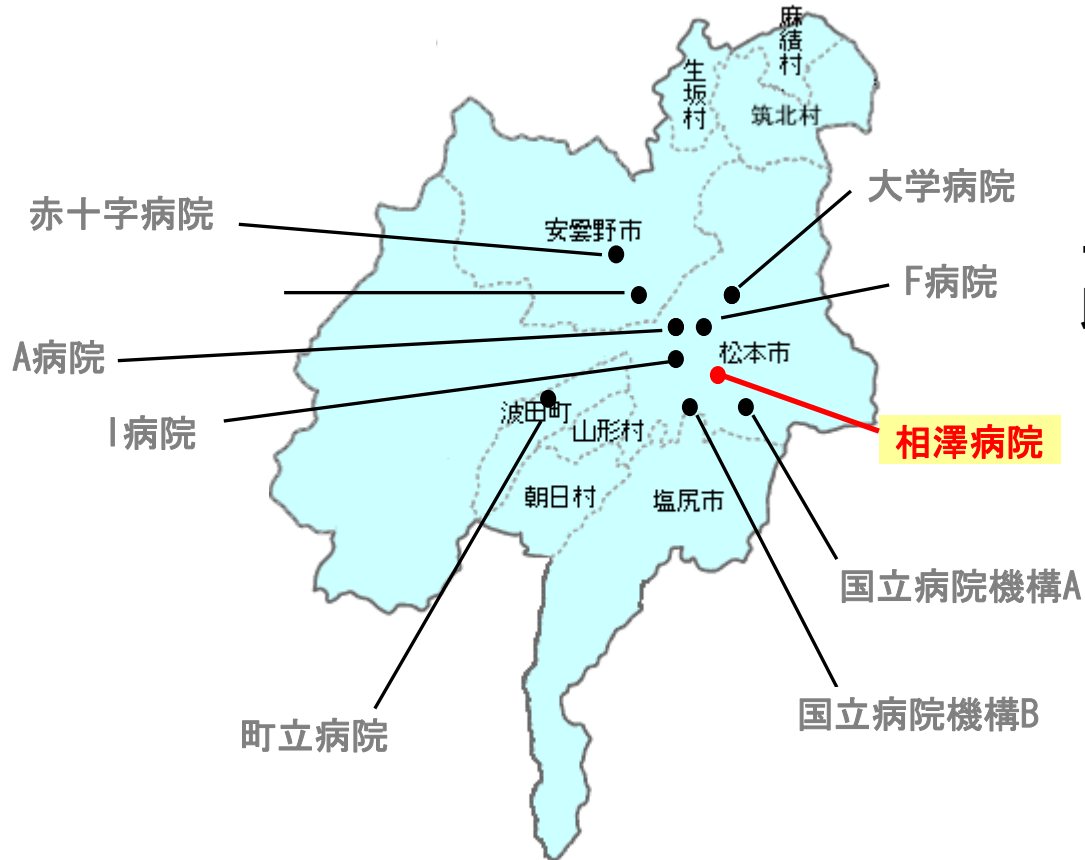 麻績村
生坂村
筑北村
大学病院
赤十字病院
安曇野市
F病院
A病院
松本市
I病院
波田町
山形村
相澤病院
朝日村
塩尻市
国立病院機構A
国立病院機構B
町立病院